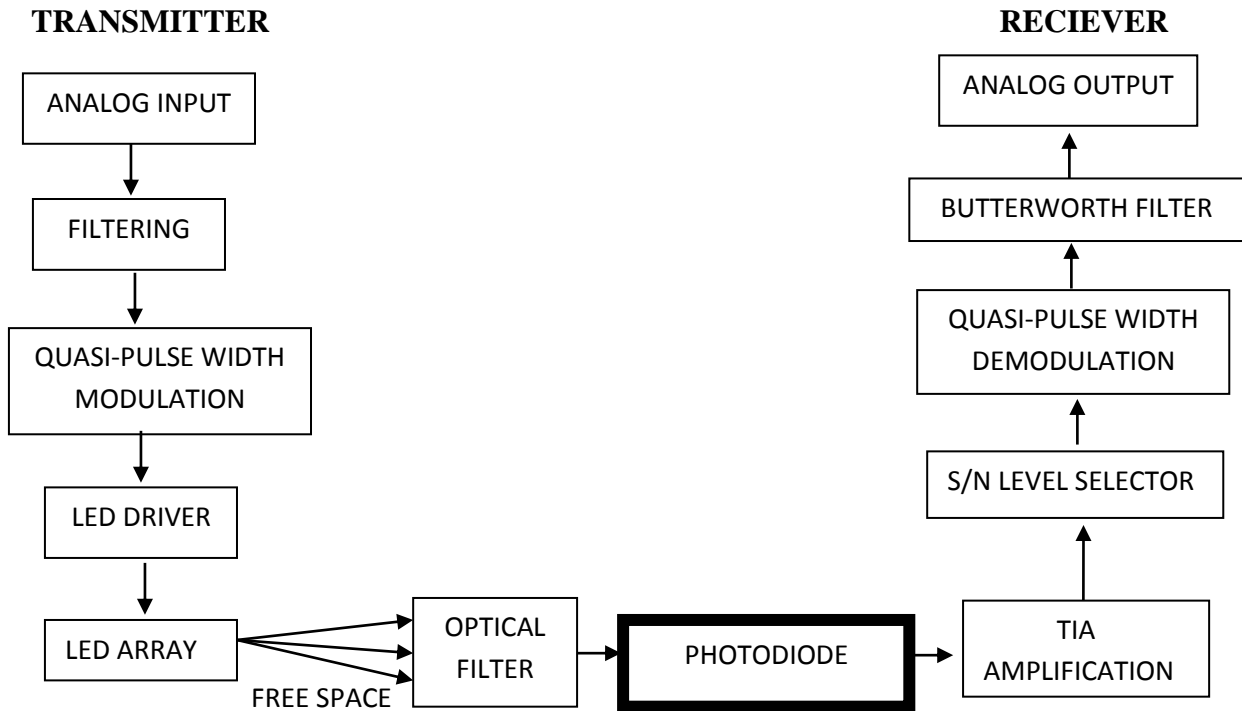 TRANSMITTER
ANALOG INPUT
FILTERING
QUASI-PULSE WIDTH
MODULATION
LED DRIVER
LED ARRAY
FREE SPACE
OPTICAL
FILTER
PHOTODIODE
TIA
AMPLIFICATION
S/N LEVEL SELECTOR
QUASI-PULSE WIDTH
DEMODULATION
BUTTERWORTH FILTER
ANALOG OUTPUT
RECIEVER